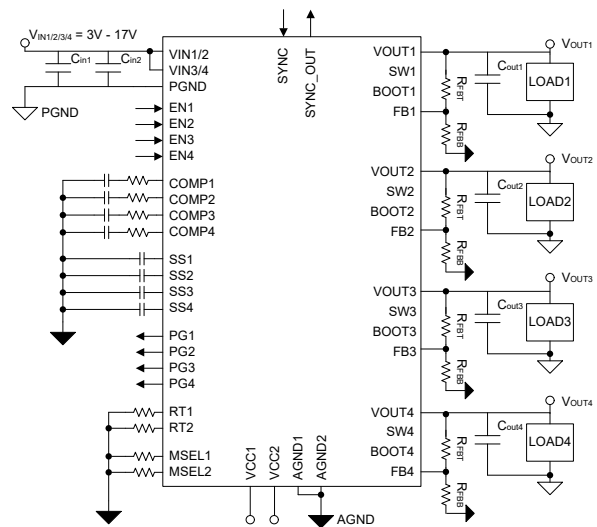 VIN1/2/3/4 = 3V - 17V
Cin1
Cin2
PGND
VIN1/2
VIN3/4
PGND
EN1
EN2
EN3
EN4
COMP1
COMP2
COMP3
COMP4
SS1
SS2
SS3
SS4
PG1
PG2
PG3
PG4
RT1
RT2
MSEL1
MSEL2
SYNC
SYNC_OUT
VCC1
VCC2
AGND1
AGND2
AGND
VOUT1
SW1
BOOT1
FB1
RFBT
RFBB
Cout1
LOAD1
VOUT1
VOUT2
SW2
BOOT2
FB2
RFBT
RFBB
Cout2
LOAD2
VOUT2
VOUT3
SW3
BOOT3
FB3
RFBT
RFBB
Cout3
LOAD3
VOUT3
VOUT4
SW4
BOOT4
FB4
RFBT
RFBB
Cout4
LOAD4
VOUT4